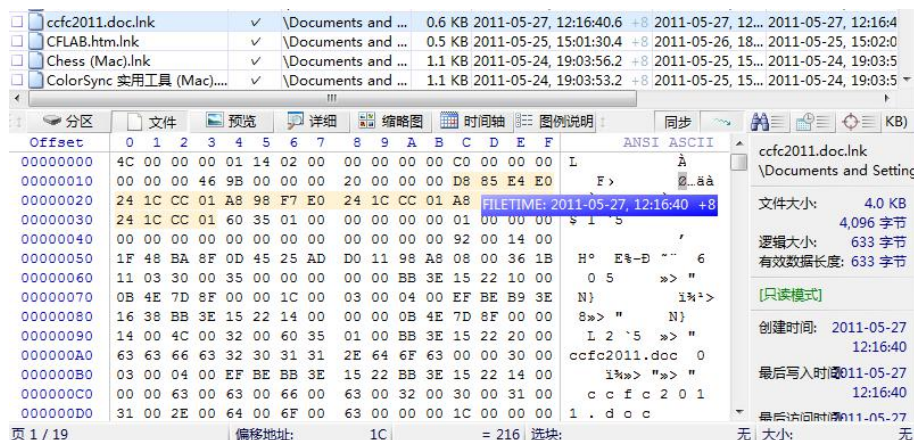 ccfc2011.doc.lnk ✓ \Documents and ... 0.6 KB 2011-05-27, 12:16:40.6 +8 2011-05-27, 12... 2011-05-27, 12:16:4
CFLAB.htm.lnk ✓ \Documents and ... 0.5 KB 2011-05-25, 15:01:30.4 +8 2011-05-26, 18... 2011-05-25, 15:02:0
Chess (Mac).lnk ✓ \Documents and ... 1.1 KB 2011-05-24, 19:03:56.2 +8 2011-05-25, 15... 2011-05-24, 19:03:5
ColorSync 实用工具 (Mac).... ✓ \Documents and ... 1.1 KB 2011-05-24, 19:03:53.2 +8 2011-05-25, 15... 2011-05-24, 19:03:5
分区 文件 预览 详细 缩略图 时间轴 图例说明 同步 KB)
Offset 0 1 2 3 4 5 6 7 8 9 A B C D E F ANSI ASCII
00000000 4C 00 00 00 01 14 02 00 00 00 00 00 C0 00 00 00 L À
00000010 00 00 00 46 9B 00 00 00 20 00 00 00 D8 85 E4 E0 F› Ø…äà
00000020 24 1C CC 01 A8 98 F7 E0 24 1C CC 01 A8 FILETIME: 2011-05-27, 12:16:40 +8
00000030 24 1C CC 01 60 35 01 00 00 00 00 00 01 00 00 00 $ Ì `5
00000040 00 00 00 00 00 00 00 00 00 00 00 00 92 00 14 00 ’
00000050 1F 48 BA 8F 0D 45 25 AD D0 11 98 A8 08 00 36 1B Hº E%-Ð ˜¨ 6
00000060 11 03 30 00 35 00 00 00 00 00 BB 3E 15 22 10 00 0 5 »> "
00000070 0B 4E 7D 8F 00 00 1C 00 03 00 04 00 EF BE B9 3E N} ï¾¹>
00000080 16 38 BB 3E 15 22 14 00 00 00 0B 4E 7D 8F 00 00 8»> " N}
00000090 14 00 4C 00 32 00 60 35 01 00 BB 3E 15 22 20 00 L 2 `5 »> "
000000A0 63 63 66 63 32 30 31 31 2E 64 6F 63 00 00 30 00 ccfc2011.doc 0
000000B0 03 00 04 00 EF BE BB 3E 15 22 BB 3E 15 22 14 00 ï¾»> "»> "
000000C0 00 00 63 00 63 00 66 00 63 00 32 00 30 00 31 00 c c f c 2 0 1
000000D0 31 00 2E 00 64 00 6F 00 63 00 00 00 1C 00 00 00 1 . d o c
ccfc2011.doc.lnk
\Documents and Setting
文件大小: 4.0 KB
4,096 字节
逻辑大小: 633 字节
有效数据长度: 633 字节
[只读模式]
创建时间: 2011-05-27
12:16:40
最后写入时间 2011-05-27
12:16:40
最后访问时间 2011-05-27
页 1 / 19 偏移地址: 1C = 216 选块: 无 大小: 无